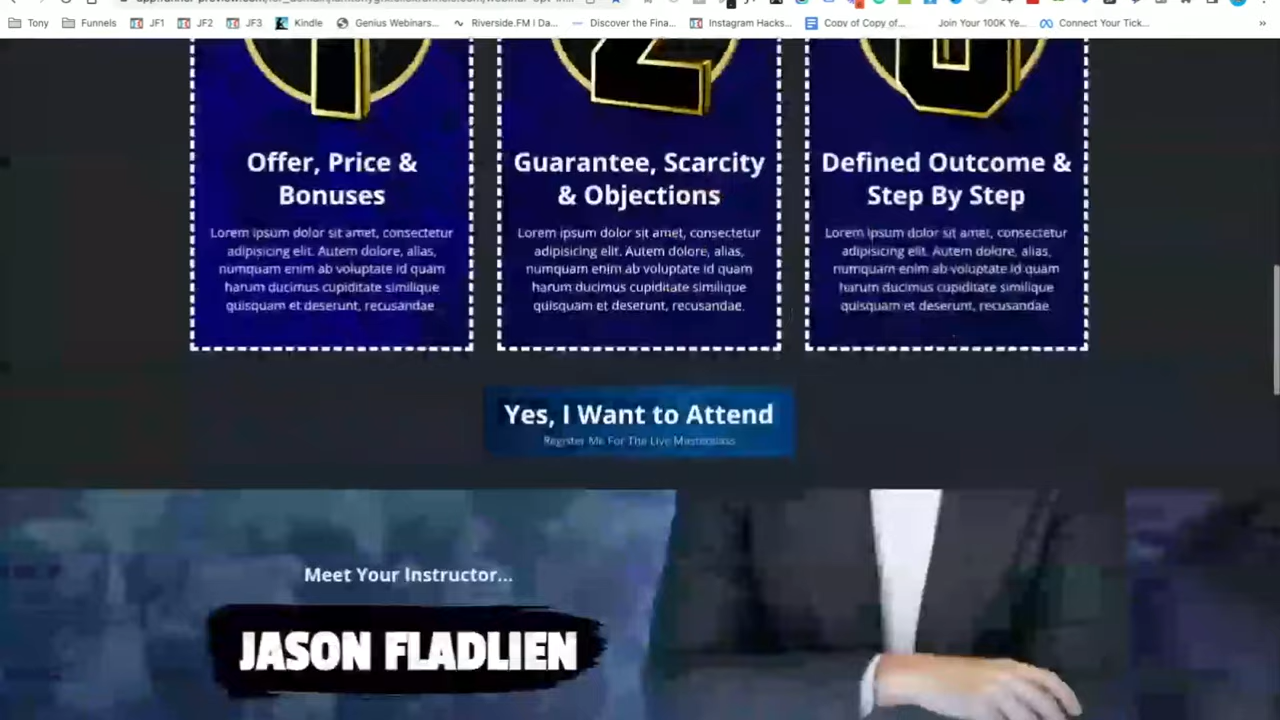 Tony Funnels JF1 JF2 JF3 Kindle Genius Webinars... Riverside.FM I Da... Discover the Fina... Instagram Hacks... Copy of Copy of... Join Your 100K Ye... Connect Your Tick... »
1 2
Offer, Price &
Bonuses
Lorem ipsum dolor sit amet, consectetur
adipisicing elit. Autem dolore, alias,
numquam enim ab voluptate id quam
harum ducimus cupiditate similique
quisquam et deserunt, recusandae.
Guarantee, Scarcity
& Objections
Lorem ipsum dolor sit amet, consectetur
adipisicing elit. Autem dolore, alias,
numquam enim ab voluptate id quam
harum ducimus cupiditate similique
quisquam et deserunt, recusandae.
Defined Outcome &
Step By Step
Lorem ipsum dolor sit amet, consectetur
adipisicing elit. Autem dolore, alias,
numquam enim ab voluptate id quam
harum ducimus cupiditate similique
quisquam et deserunt, recusandae.
Yes, I Want to Attend
Register Me For The Live Masterclass
Meet Your Instructor...
JASON FLADLIEN